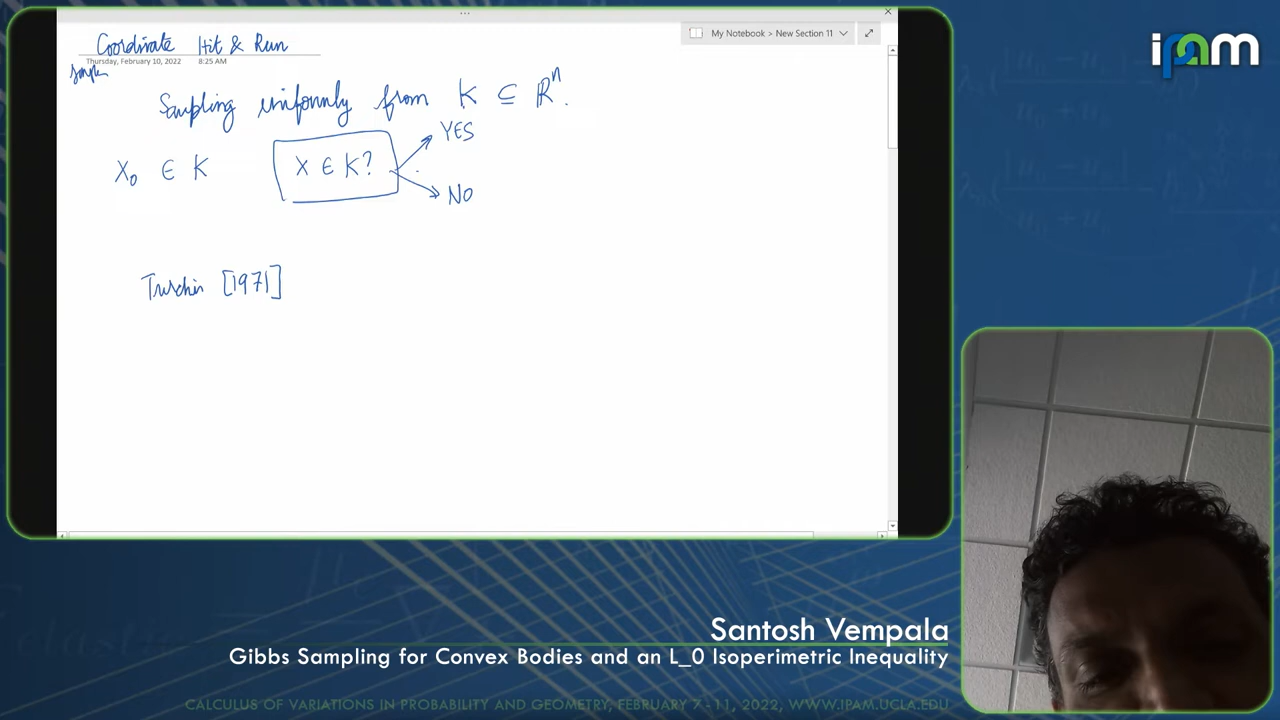 Coordinate Hit & Run
Thursday, February 10, 2022 8:25 AM
My Notebook > New Section 11
Sampling uniformly from K ⊆ ℝⁿ.
YES
X₀ ∈ K X ∈ K?
NO
[1971]
ipam
Santosh Vempala
Gibbs Sampling for Convex Bodies and an L_0 Isoperimetric Inequality
CALCULUS OF VARIATIONS IN PROBABILITY AND GEOMETRY, FEBRUARY 7 - 11, 2022, WWW.IPAM.UCLA.EDU